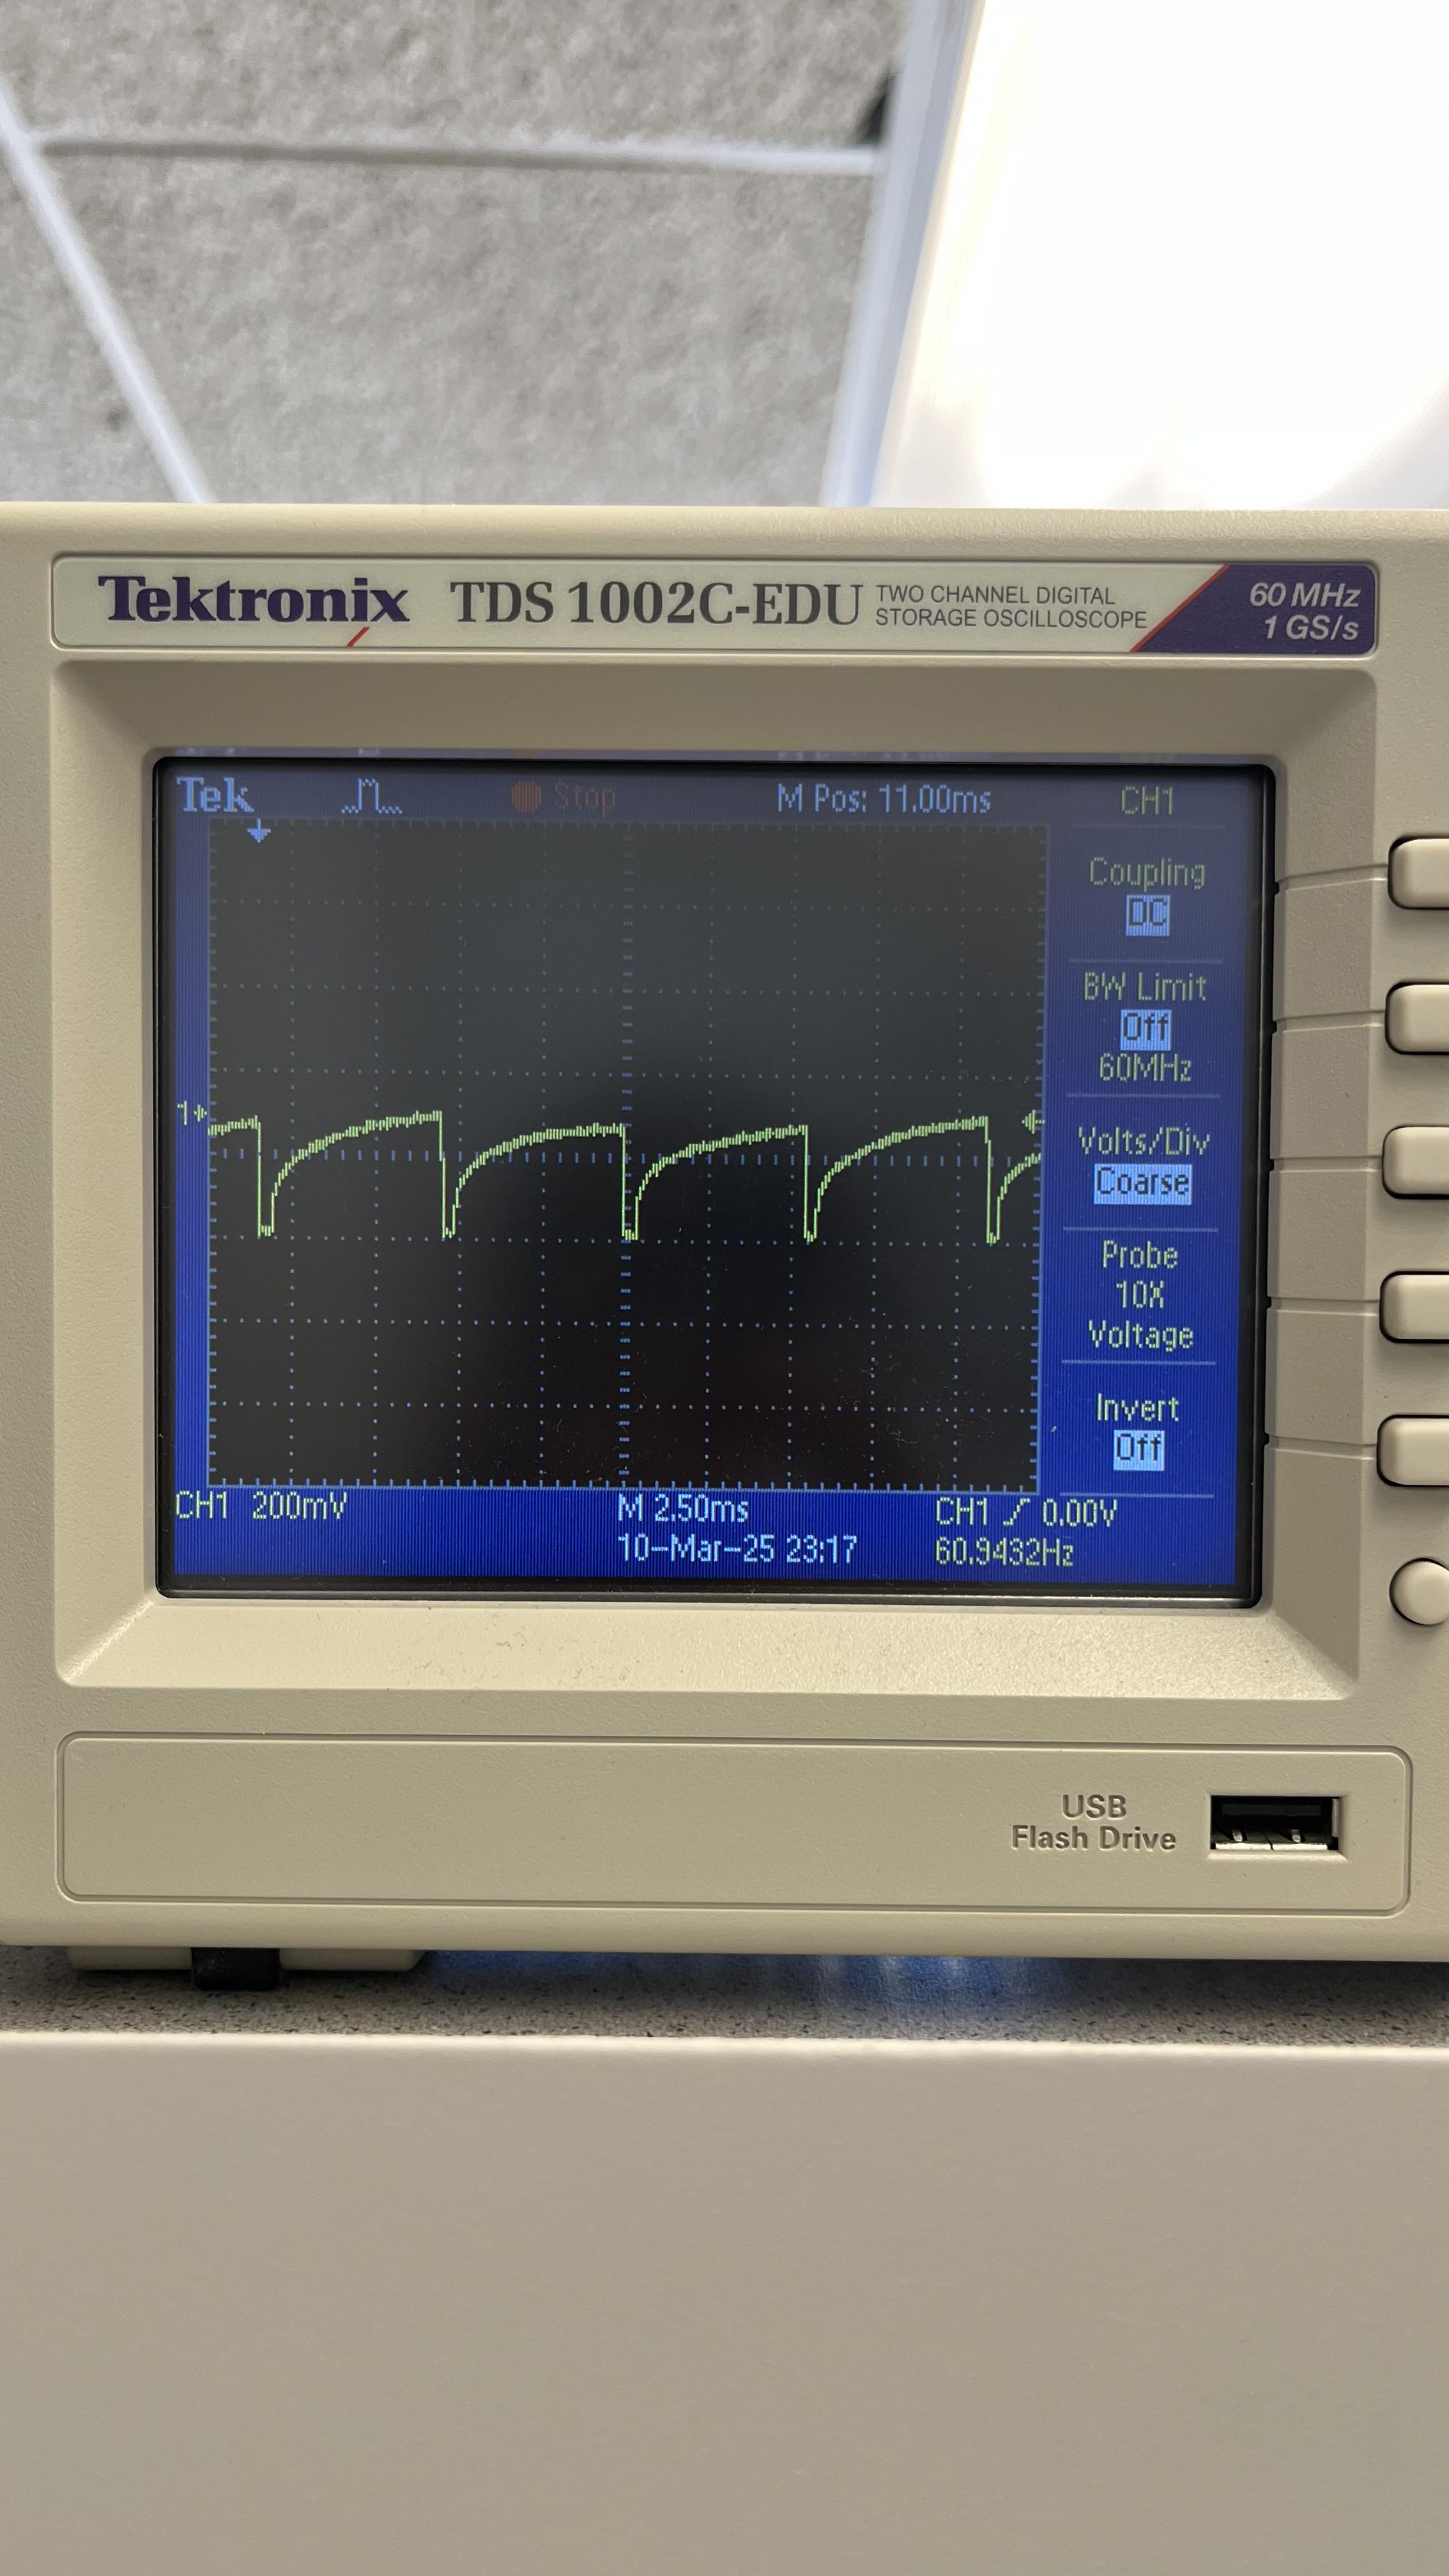 Tektronix TDS 1002C-EDU TWO CHANNEL DIGITAL STORAGE OSCILLOSCOPE 60 MHz 1 GS/s
Tek Stop M Pos: 11.00ms CH1
Coupling
DC
BW Limit
Off
60MHz
1
Volts/Div
Coarse
Probe
10X
Voltage
Invert
Off
CH1 200mV M 2.50ms CH1 0.00V
10-Mar-25 23:17 60.9432Hz
USB
Flash Drive